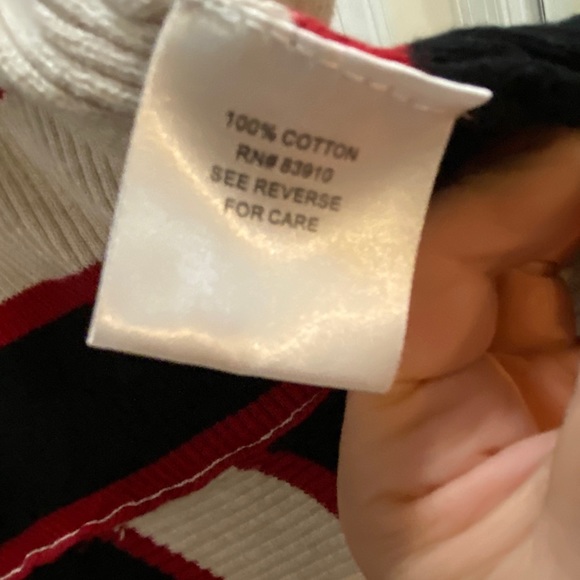 100% COTTON
RN# 83910
SEE REVERSE
FOR CARE